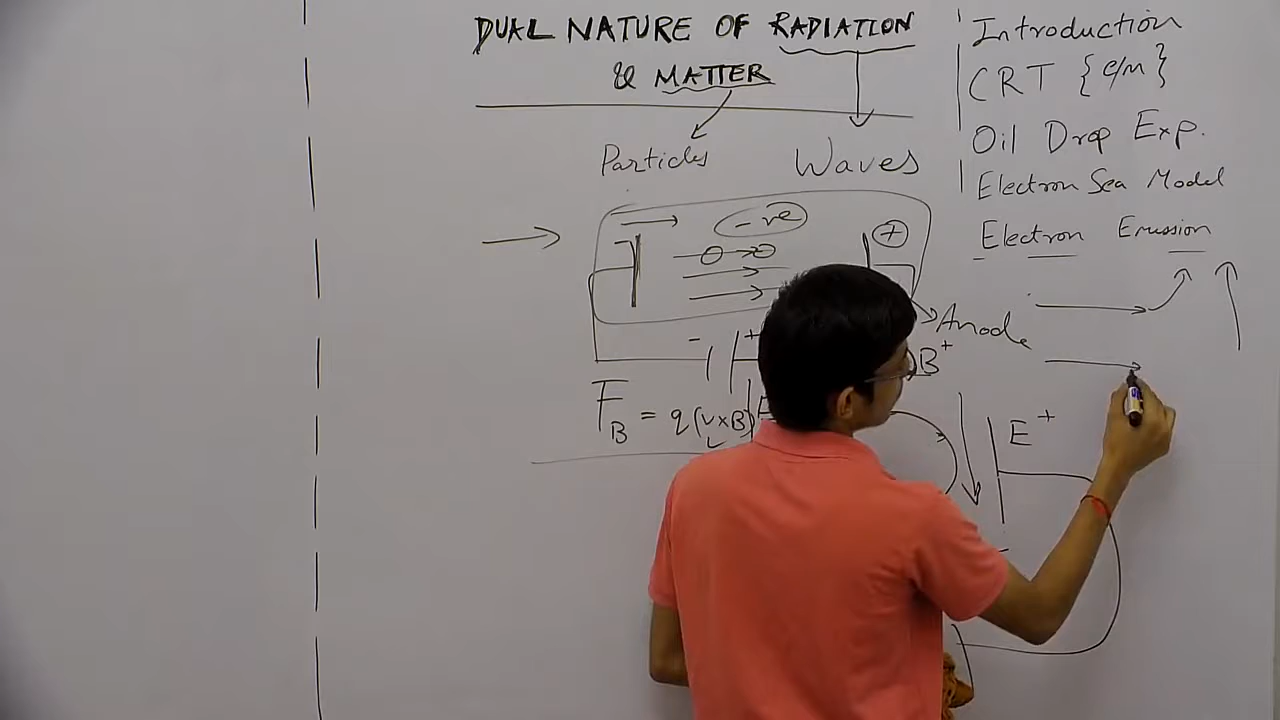 DUAL NATURE OF RADIATION
& MATTER
Particles
Waves
- ve
+
- +
Anode
B+
F_B = q(v×B)
E+
Introduction
CRT {e/m}
Oil Drop Exp.
Electron Sea Model
Electron Emission